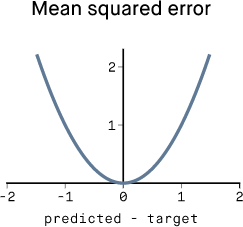 Mean squared error
2
1
-2 -1 0 1 2
predicted - target